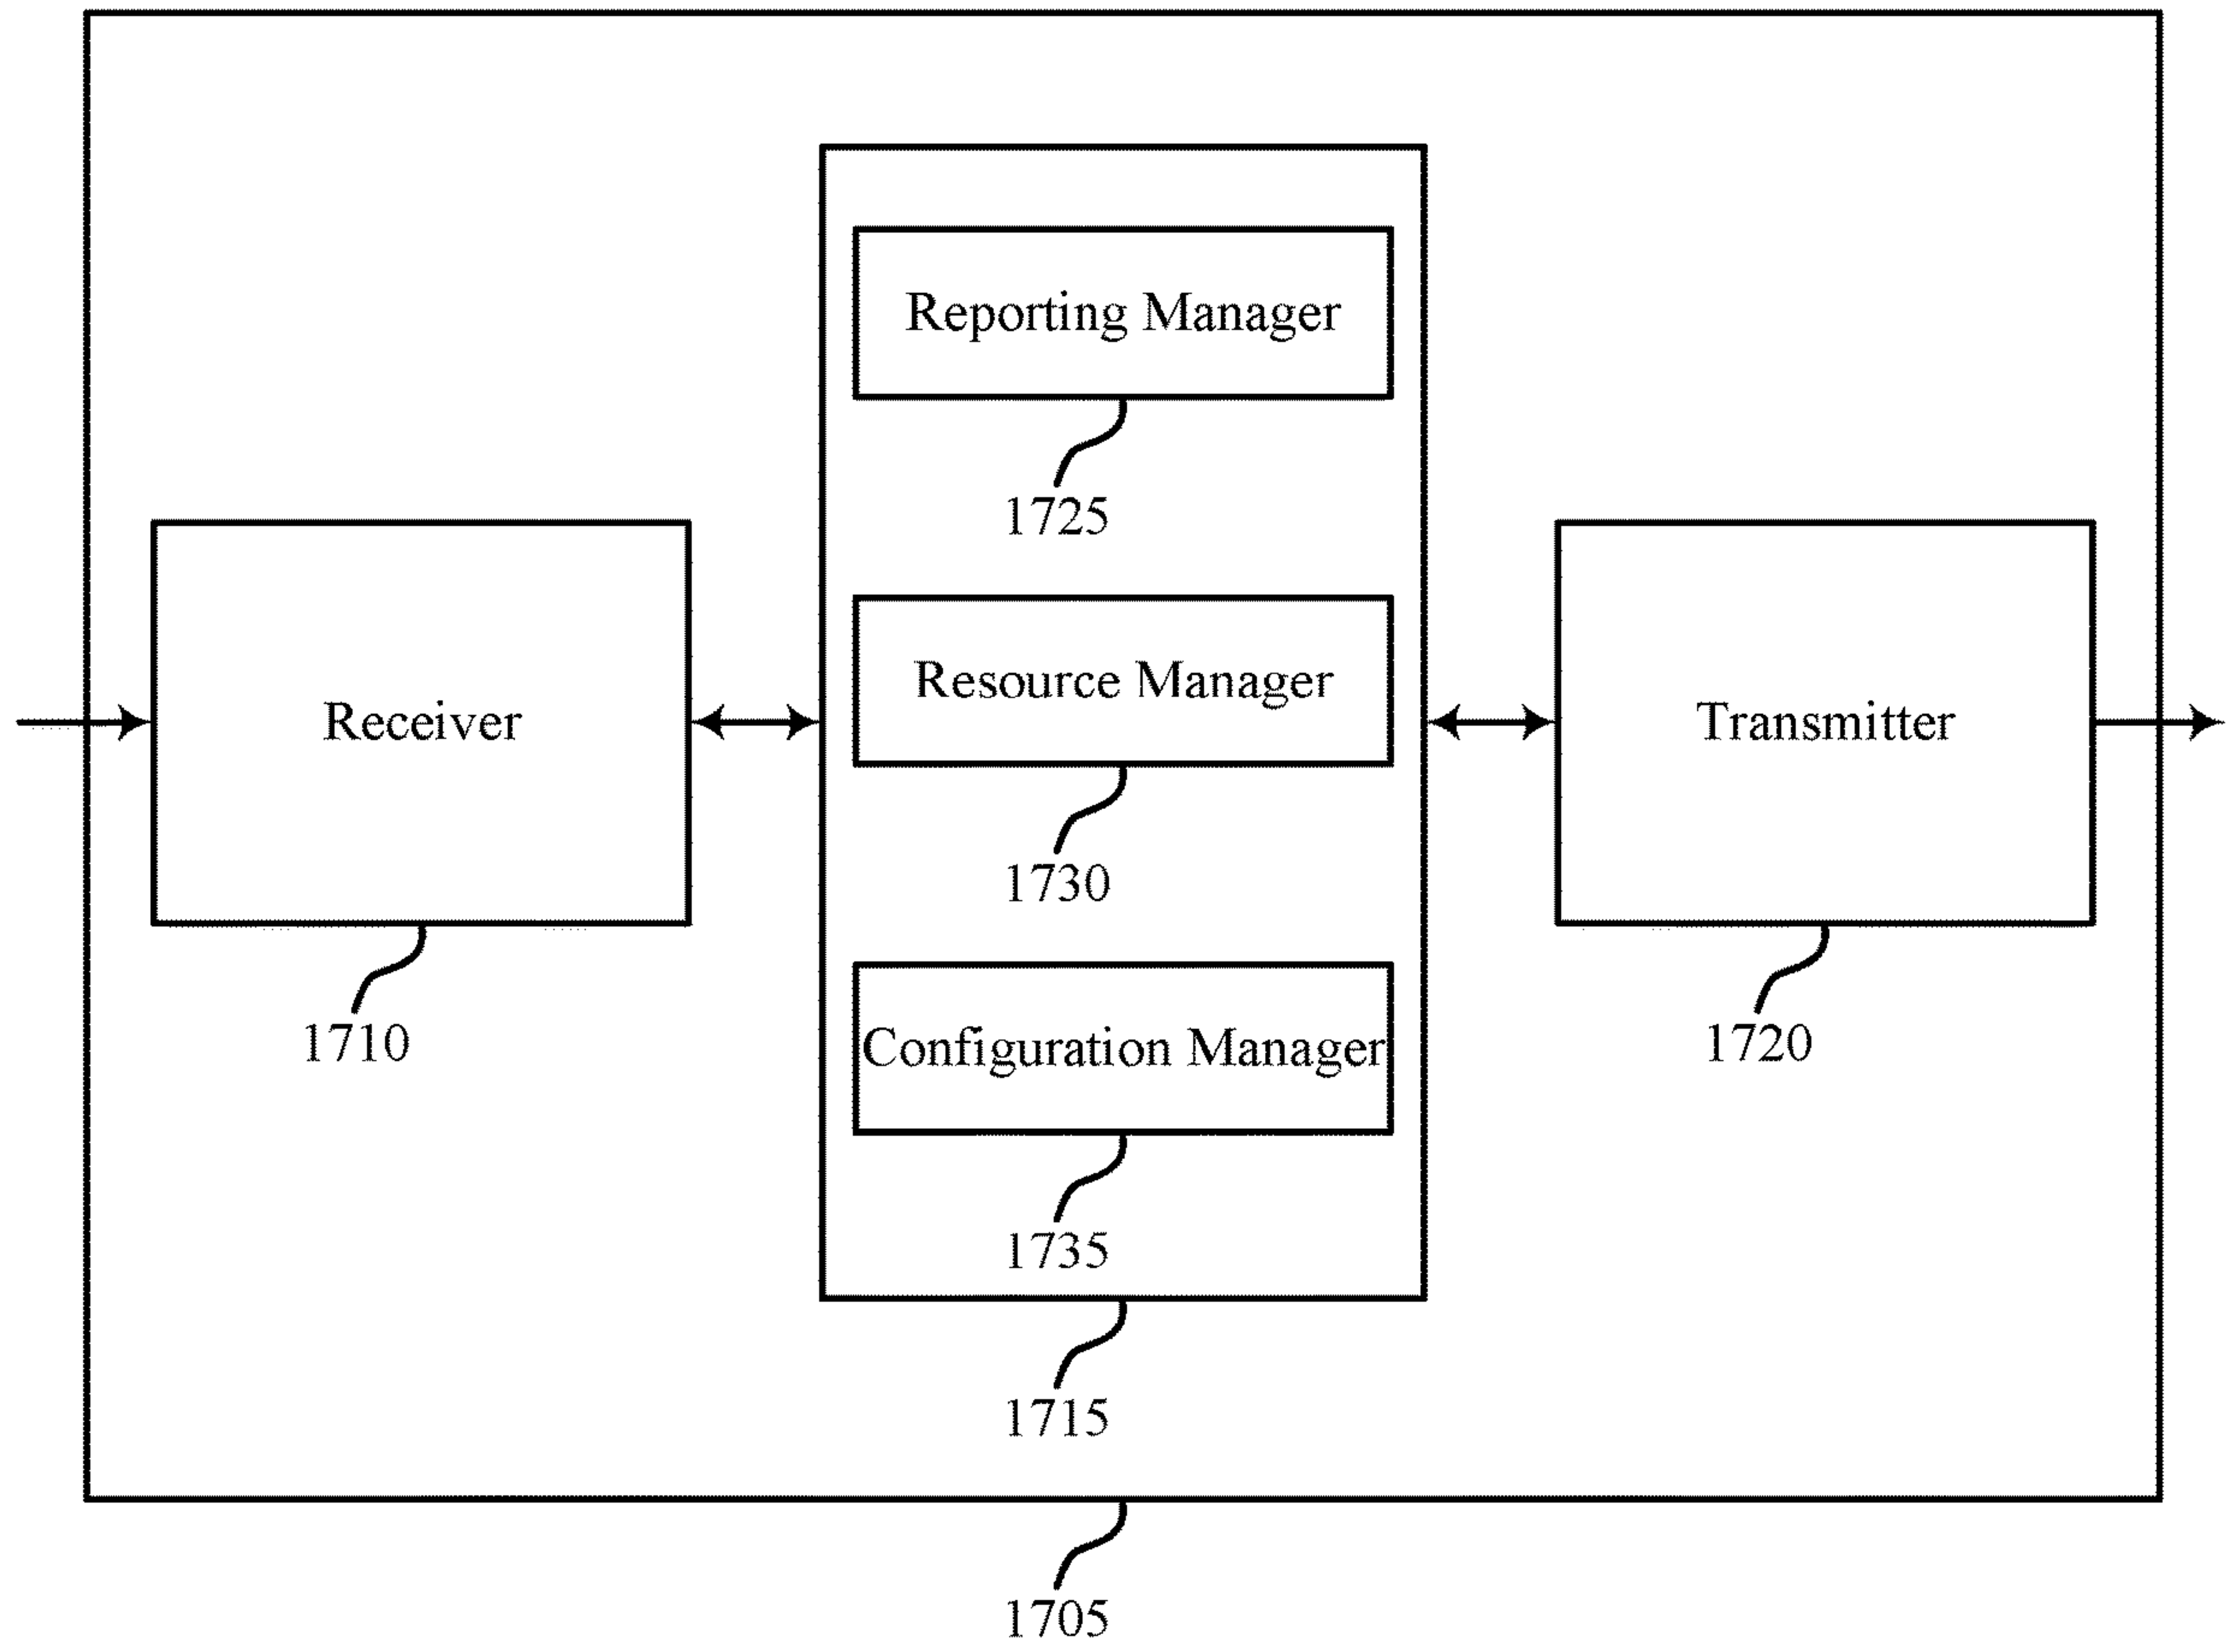 Reporting Manager
1725
Receiver
1710
Resource Manager
1730
Configuration Manager
1735
1715
Transmitter
1720
1705